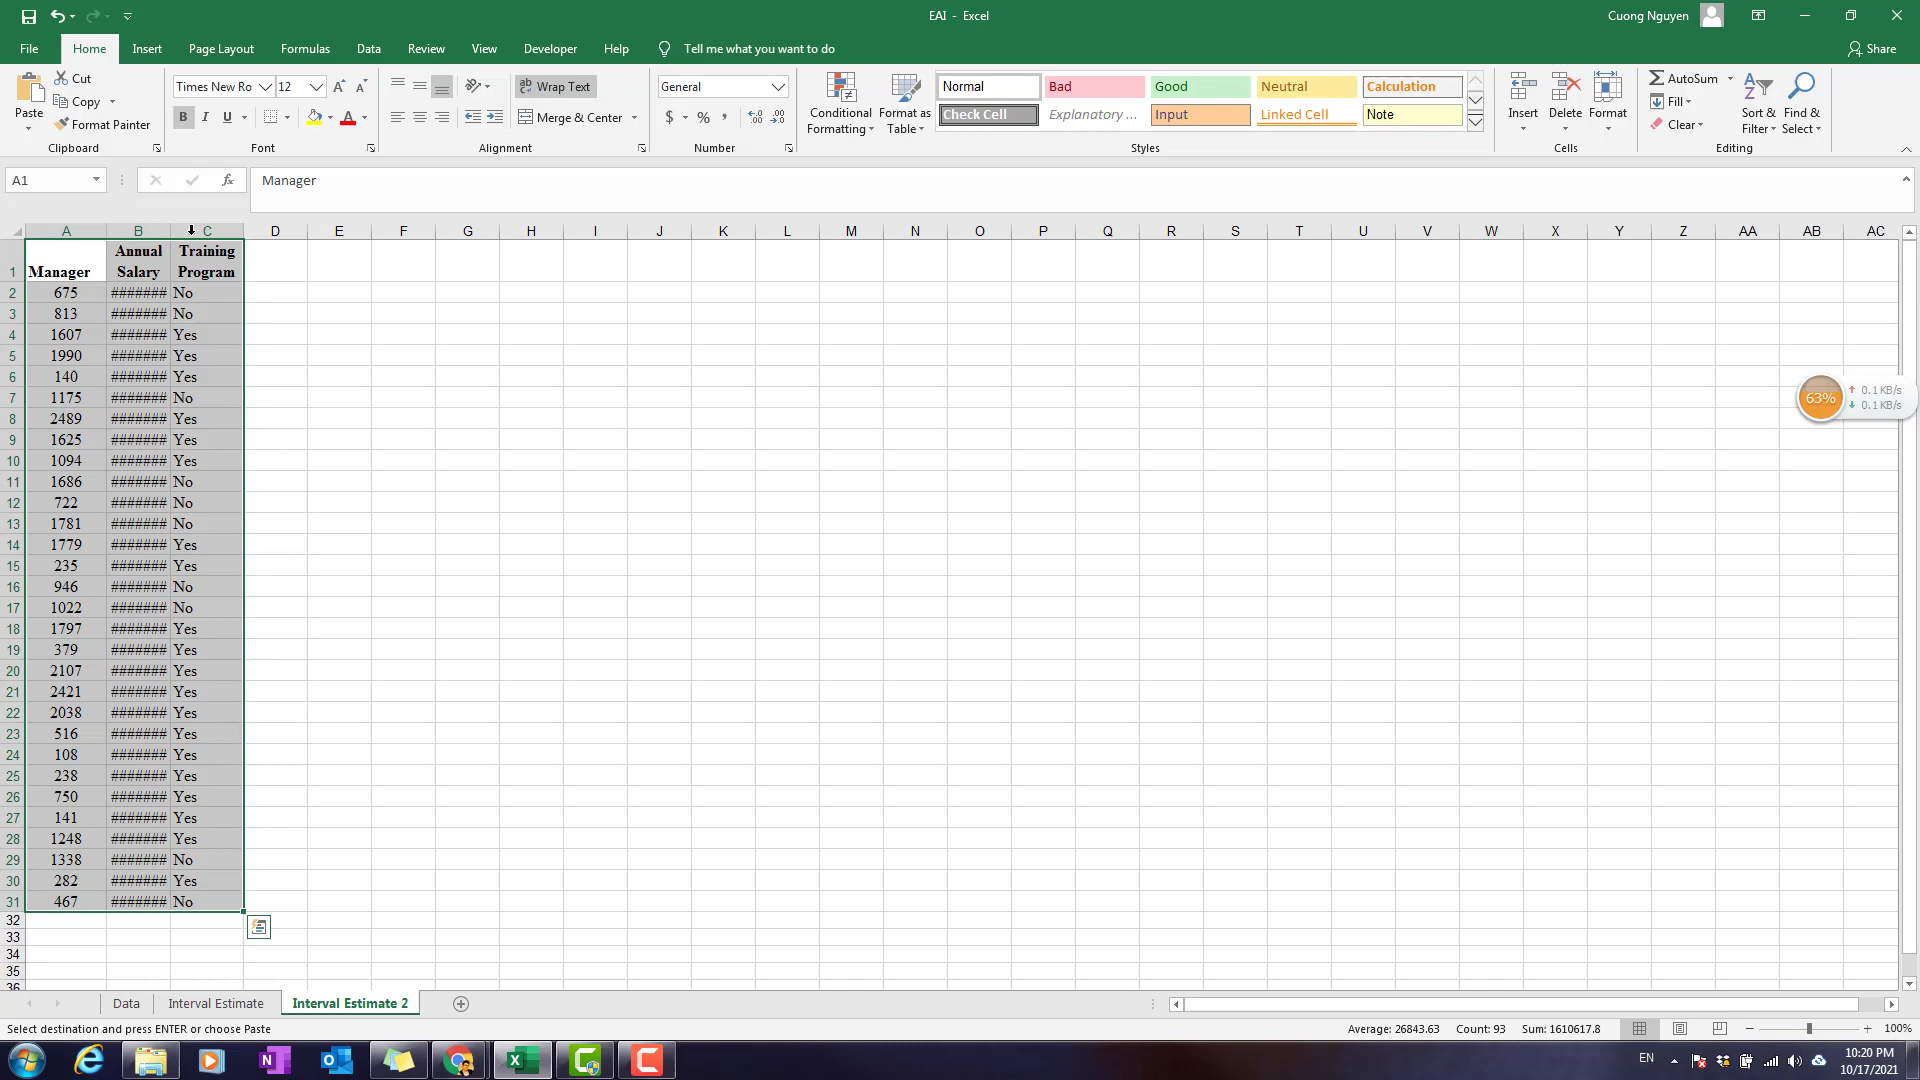 EAI - Excel
Cuong Nguyen
File Home Insert Page Layout Formulas Data Review View Developer Help Tell me what you want to do Share
Paste
Cut
Copy
Format Painter
Clipboard
Times New Ro 12
B I U
Font
Wrap Text
Merge & Center
Alignment
General
$ % ,
Number
Conditional Formatting
Format as Table
Normal Bad Good Neutral Calculation
Check Cell Explanatory ... Input Linked Cell Note
Styles
Insert Delete Format
Cells
AutoSum
Fill
Clear
Sort & Filter
Find & Select
Editing
A1 fx Manager
A B C D E F G H I J K L M N O P Q R S T U V W X Y Z AA AB AC
1 Manager Annual Salary Training Program
2 675 ####### No
3 813 ####### No
4 1607 ####### Yes
5 1990 ####### Yes
6 140 ####### Yes
7 1175 ####### No
8 2489 ####### Yes
9 1625 ####### Yes
10 1094 ####### Yes
11 1686 ####### No
12 722 ####### No
13 1781 ####### No
14 1779 ####### Yes
15 235 ####### Yes
16 946 ####### No
17 1022 ####### No
18 1797 ####### Yes
19 379 ####### Yes
20 2107 ####### Yes
21 2421 ####### Yes
22 2038 ####### Yes
23 516 ####### Yes
24 108 ####### Yes
25 238 ####### Yes
26 750 ####### Yes
27 141 ####### Yes
28 1248 ####### Yes
29 1338 ####### No
30 282 ####### Yes
31 467 ####### No
32
33
34
35
36
63% 0.1KB/s
0.1KB/s
Data Interval Estimate Interval Estimate 2
Select destination and press ENTER or choose Paste Average: 26843.63 Count: 93 Sum: 1610617.8 100%
EN 10:20 PM
10/17/2021